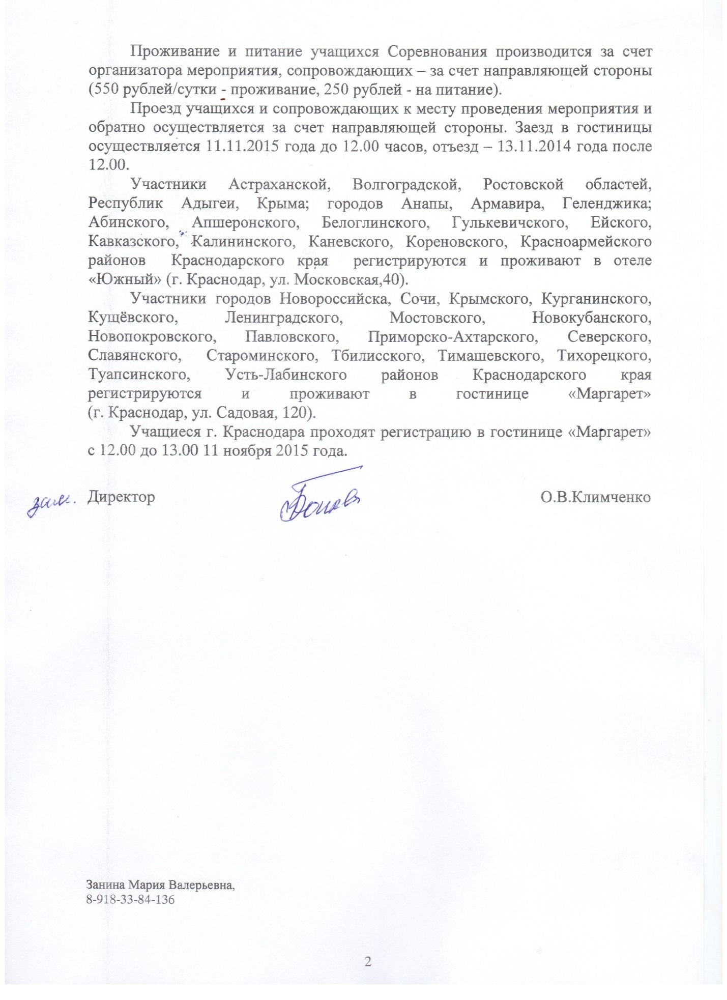 Проживание и питание учащихся Соревнования производится за счет
организатора мероприятия, сопровождающих – за счет направляющей стороны
(550 рублей/сутки - проживание, 250 рублей - на питание).
Проезд учащихся и сопровождающих к месту проведения мероприятия и
обратно осуществляется за счет направляющей стороны. Заезд в гостиницы
осуществляется 11.11.2015 года до 12.00 часов, отъезд – 13.11.2014 года после
12.00.
Участники Астраханской, Волгоградской, Ростовской областей,
Республик Адыгеи, Крыма; городов Анапы, Армавира, Геленджика;
Абинского, Апшеронского, Белоглинского, Гулькевичского, Ейского,
Кавказского, Калининского, Каневского, Кореновского, Красноармейского
районов Краснодарского края регистрируются и проживают в отеле
«Южный» (г. Краснодар, ул. Московская,40).
Участники городов Новороссийска, Сочи, Крымского, Курганинского,
Кущёвского, Ленинградского, Мостовского, Новокубанского,
Новопокровского, Павловского, Приморско-Ахтарского, Северского,
Славянского, Староминского, Тбилисского, Тимашевского, Тихорецкого,
Туапсинского, Усть-Лабинского районов Краснодарского края
регистрируются и проживают в гостинице «Маргарет»
(г. Краснодар, ул. Садовая, 120).
Учащиеся г. Краснодара проходят регистрацию в гостинице «Маргарет»
с 12.00 до 13.00 11 ноября 2015 года.
зам. Директор О.В.Климченко
Занина Мария Валерьевна,
8-918-33-84-136
2